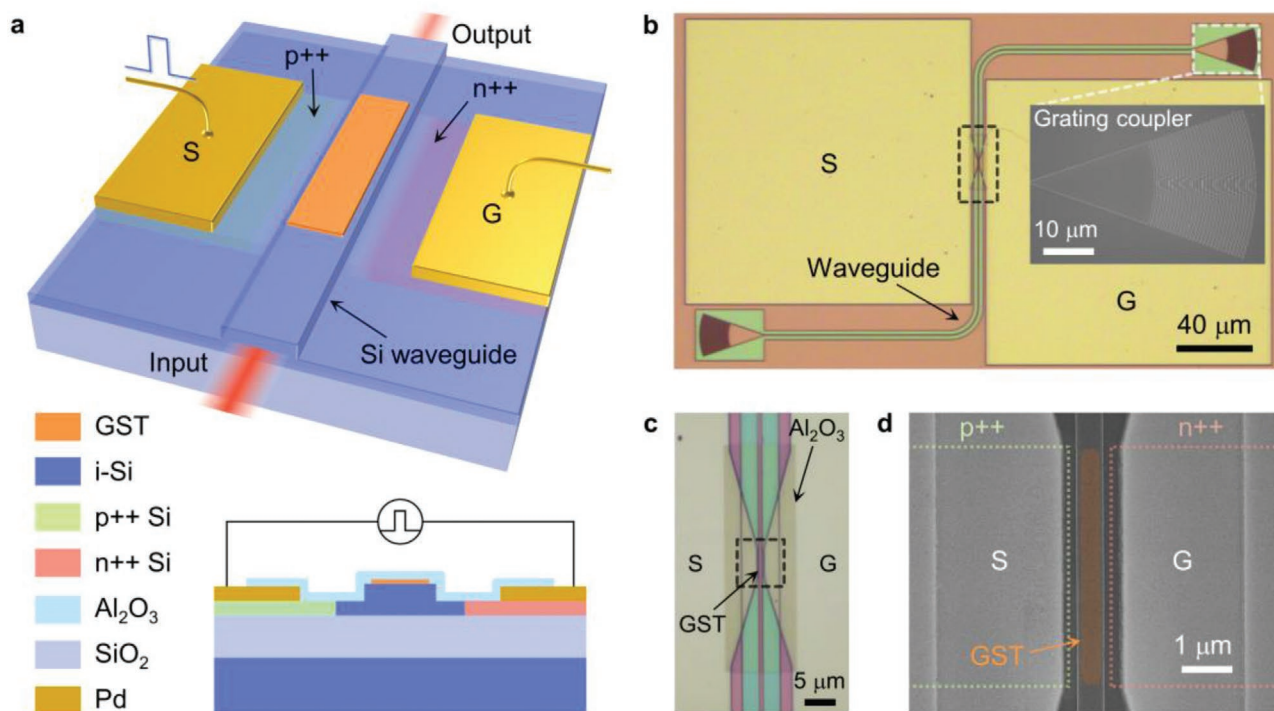 a
Output
p++
n++
S
G
Input
Si waveguide
GST
i-Si
p++ Si
n++ Si
Al₂O₃
SiO₂
Pd
b
S
Grating coupler
10 μm
Waveguide
G
40 μm
c
Al₂O₃
S
G
GST
5 μm
d
p++
n++
S
G
GST
1 μm